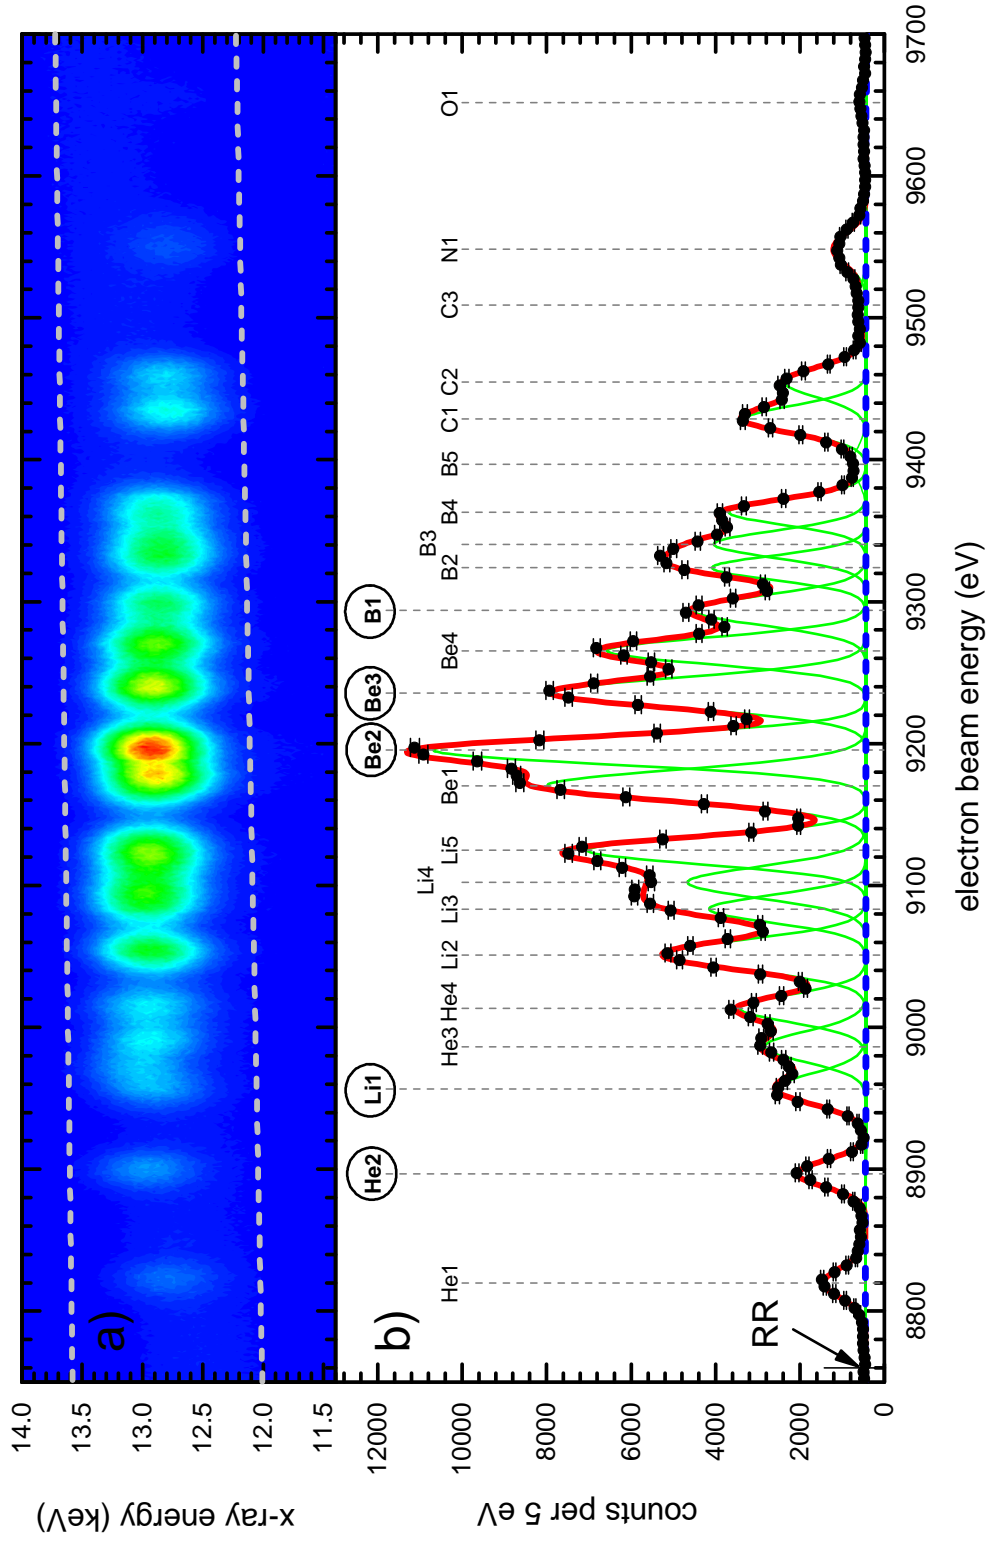 x-ray energy (keV)
14.0
13.5
13.0
12.5
12.0
11.5
a)
b)
counts per 5 eV
12000
10000
8000
6000
4000
2000
0
RR
He1
He2
Li1
He3
He4
Li2
Li3
Li4
Li5
Be1
Be2
Be3
Be4
B1
B2
B3
B4
B5
C1
C2
C3
N1
O1
8800
8900
9000
9100
9200
9300
9400
9500
9600
9700
electron beam energy (eV)